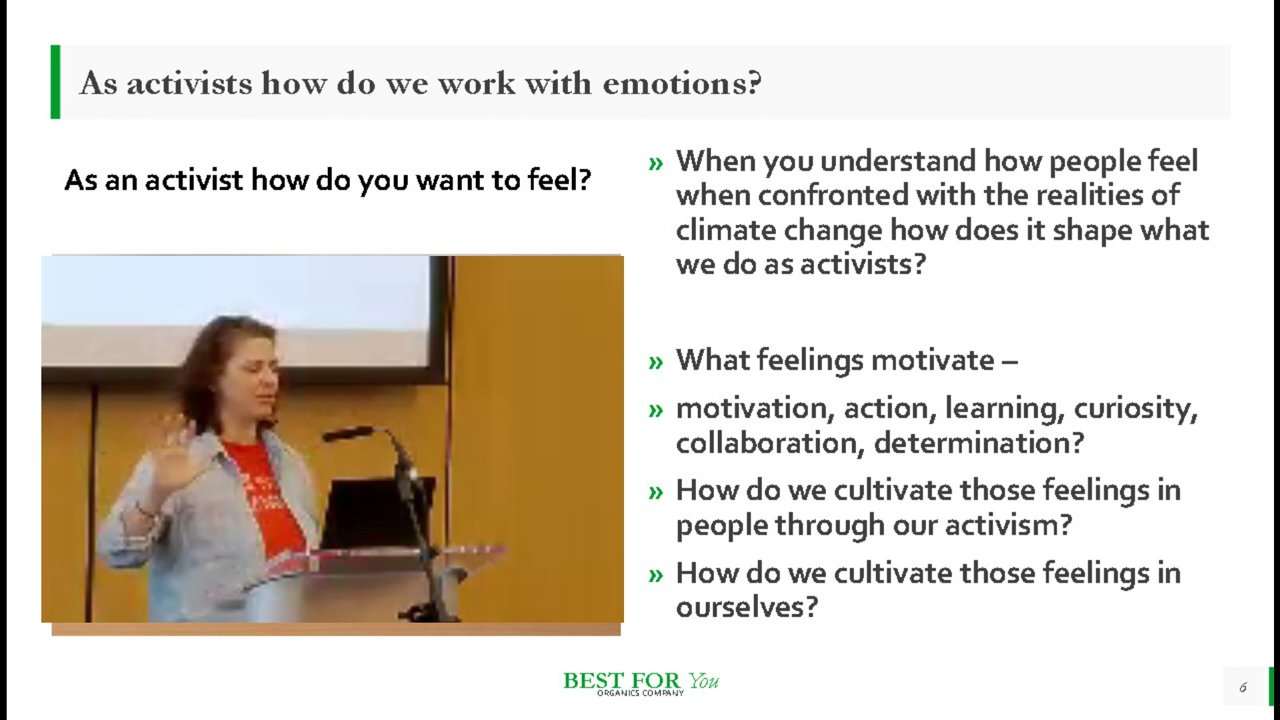 As activists how do we work with emotions?
As an activist how do you want to feel?
» When you understand how people feel
when confronted with the realities of
climate change how does it shape what
we do as activists?
» What feelings motivate –
» motivation, action, learning, curiosity,
collaboration, determination?
» How do we cultivate those feelings in
people through our activism?
» How do we cultivate those feelings in
ourselves?
BEST FOR You
ORGANICS COMPANY
6